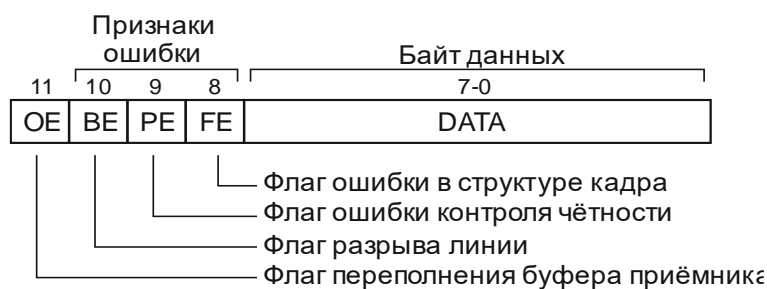 Признаки
ошибки
Байт данных
11 10 9 8 7-0
OE BE PE FE DATA
Флаг ошибки в структуре кадра
Флаг ошибки контроля чётности
Флаг разрыва линии
Флаг переполнения буфера приёмника